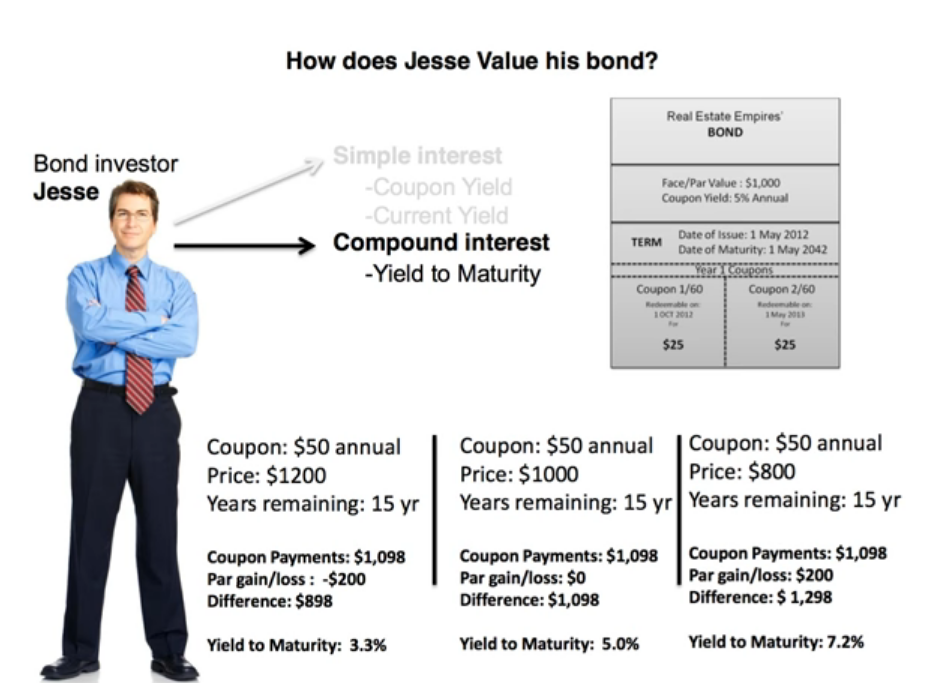 How does Jesse Value his bond?
Bond investor
Jesse
Simple interest
-Coupon Yield
-Current Yield
Compound interest
-Yield to Maturity
Real Estate Empires'
BOND
Face/Par Value : $1,000
Coupon Yield: 5% Annual
TERM
Date of Issue: 1 May 2012
Date of Maturity: 1 May 2042
Year 1 Coupons
Coupon 1/60
Redeemable on:
1 OCT 2012
For
$25
Coupon 2/60
Redeemable on:
1 May 2013
For
$25
Coupon: $50 annual
Price: $1200
Years remaining: 15 yr
Coupon Payments: $1,098
Par gain/loss : -$200
Difference: $898
Yield to Maturity: 3.3%
Coupon: $50 annual
Price: $1000
Years remaining: 15 yr
Coupon Payments: $1,098
Par gain/loss: $0
Difference: $1,098
Yield to Maturity: 5.0%
Coupon: $50 annual
Price: $800
Years remaining: 15 yr
Coupon Payments: $1,098
Par gain/loss: $200
Difference: $ 1,298
Yield to Maturity: 7.2%